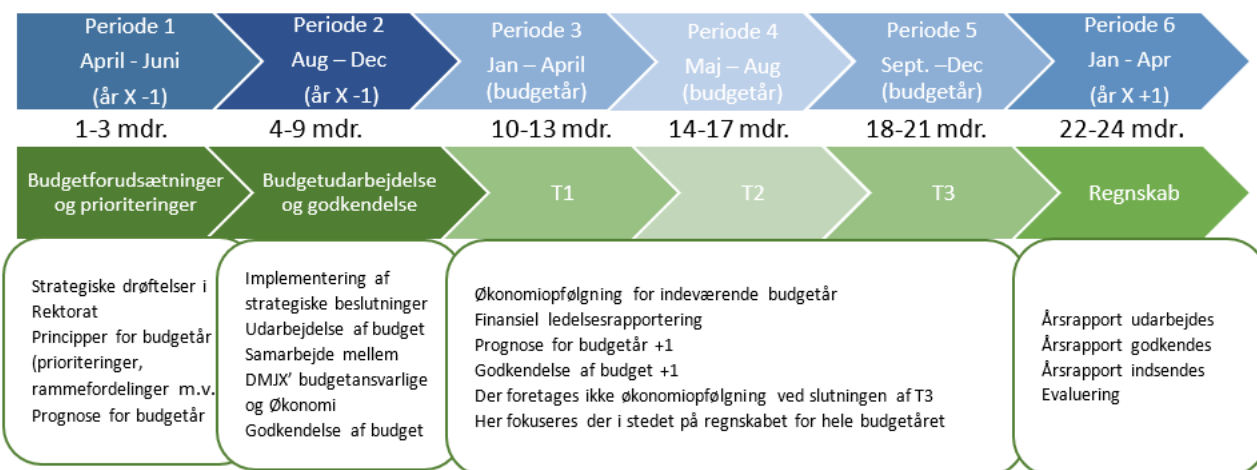 Periode 1
April - Juni
(år X -1)
Periode 2
Aug – Dec
(år X -1)
Periode 3
Jan – April
(budgetår)
Periode 4
Maj – Aug
(budgetår)
Periode 5
Sept. –Dec
(budgetår)
Periode 6
Jan - Apr
(år X +1)
1-3 mdr.
4-9 mdr.
10-13 mdr.
14-17 mdr.
18-21 mdr.
22-24 mdr.
Budgetforudsætninger
og prioriteringer
Budgetudarbejdelse
og godkendelse
T1
T2
T3
Regnskab
Strategiske drøftelser i
Rektorat
Principper for budgetår
(prioriteringer,
rammefordelinger m.v.
Prognose for budgetår
Implementering af
strategiske beslutninger
Udarbejdelse af budget
Samarbejde mellem
DMJX' budgetansvarlige
og Økonomi
Godkendelse af budget
Økonomiopfølgning for indeværende budgetår
Finansiel ledelsesrapportering
Prognose for budgetår +1
Godkendelse af budget +1
Der foretages ikke økonomiopfølgning ved slutningen af T3
Her fokuseres der i stedet på regnskabet for hele budgetåret
Årsrapport udarbejdes
Årsrapport godkendes
Årsrapport indsendes
Evaluering